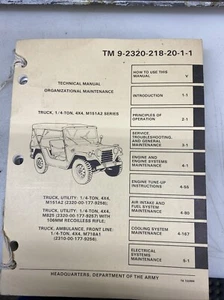 TM 9-2320-218-20-1-1
TECHNICAL MANUAL
ORGANIZATIONAL MAINTENANCE
TRUCK, 1/4-TON, 4X4, M151A2 SERIES
TRUCK, UTILITY: 1/4-TON, 4X4,
M151A2 (2320-00-177-9258)
TRUCK, UTILITY: 1/4-TON, 4X4,
M825 (2320-00-177-9257) WITH
106MM RECOILLESS RIFLE;
TRUCK, AMBULANCE, FRONT LINE:
1/4-TON, 4X4, M718A1
(2310-00-177-9256)
HOW TO USE THIS
MANUAL
v
INTRODUCTION
1-1
PRINCIPLES OF
OPERATION
2-1
SERVICE,
TROUBLESHOOTING,
AND GENERAL
MAINTENANCE
3-1
ENGINE AND
ENGINE SYSTEMS
MAINTENANCE
4-1
ENGINE TUNE-UP
INSTRUCTIONS
AIR INTAKE AND
FUEL SYSTEM
MAINTENANCE
COOLING SYSTEM
MAINTENANCE
4-167
ELECTRICAL
SYSTEMS
MAINTENANCE
5-1
HEADQUARTERS, DEPARTMENT OF THE ARMY